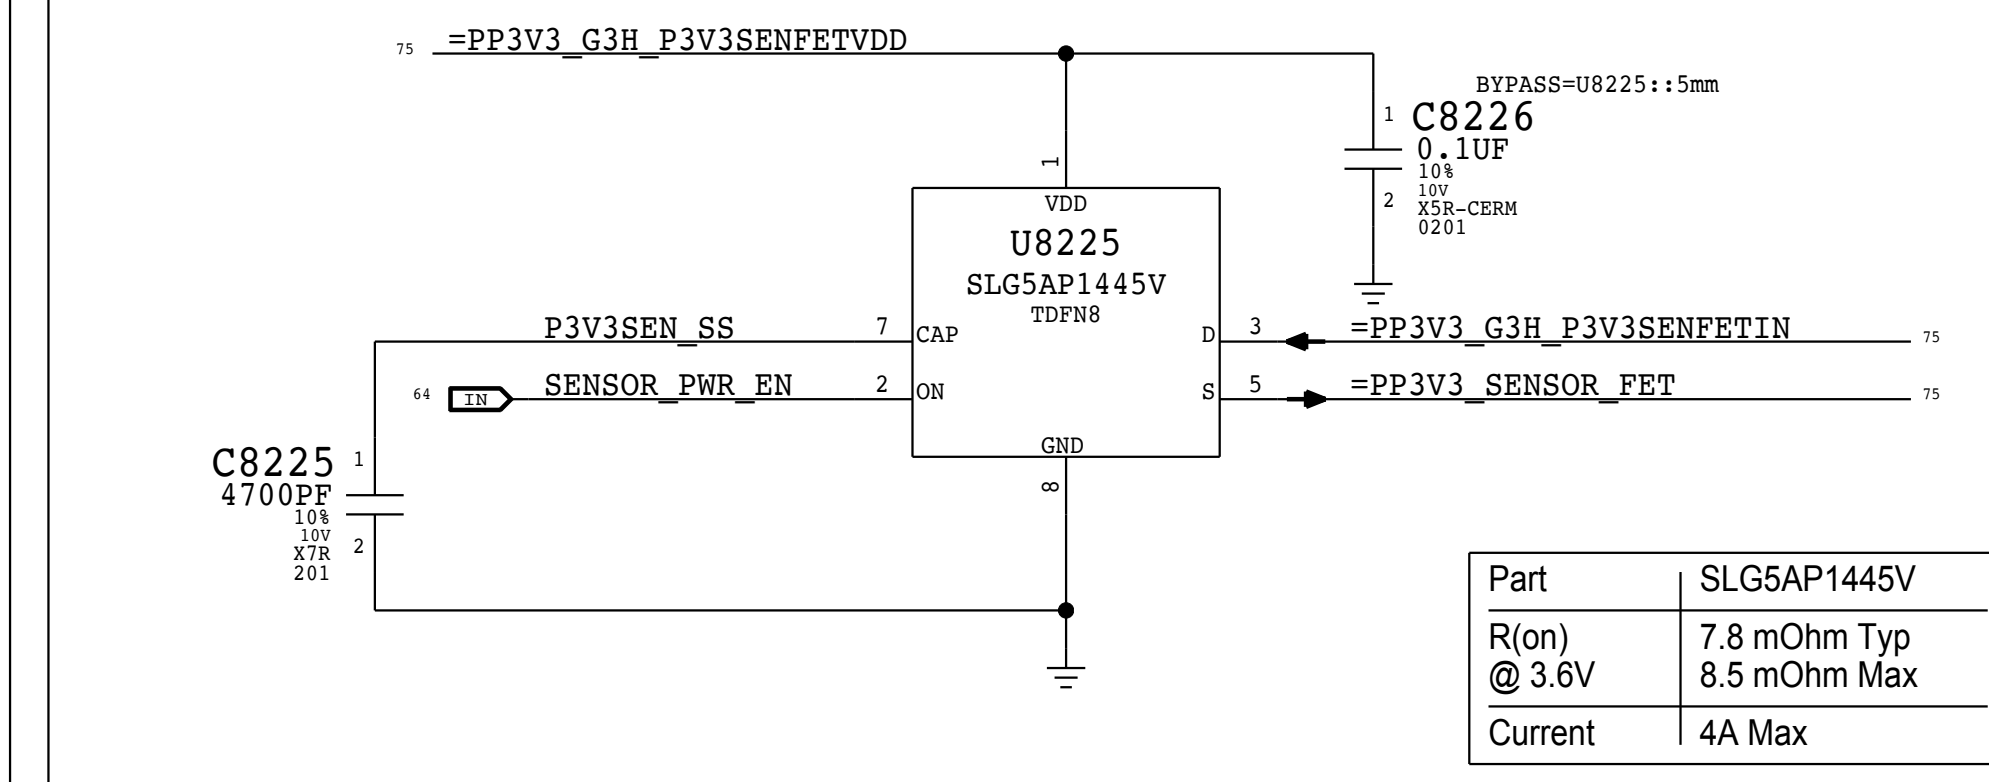 75 =PP3V3_G3H_P3V3SENFETVDD
BYPASS=U8225::5mm
1 C8226
0.1UF
10%
10V
2 X5R-CERM
0201
1
VDD
U8225
SLG5AP1445V
TDFN8
P3V3SEN_SS 7 CAP
D 3 =PP3V3_G3H_P3V3SENFETIN 75
64 IN SENSOR_PWR_EN 2 ON
S 5 =PP3V3_SENSOR_FET 75
GND
8
C8225 1
4700PF
10%
10V
X7R 2
201
Part SLG5AP1445V
R(on) 7.8 mOhm Typ
@ 3.6V 8.5 mOhm Max
Current 4A Max